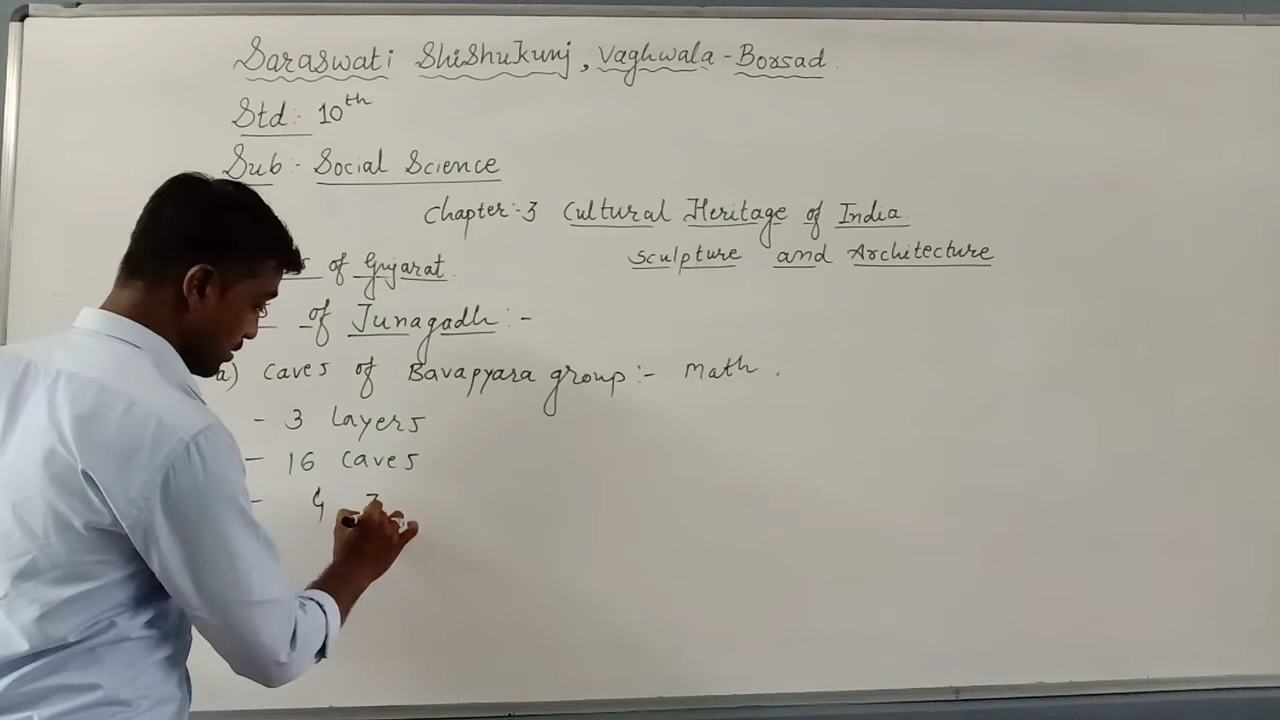 Saraswati Shishukunj, Vaghwala - Borsad.
Std :- 10th
Sub :- Social Science
Chapter :- 3 Cultural Heritage of India
Sculpture and Architecture
of Gujarat.
of Junagadh :-
a) Caves of Bavapyara group :- Math.
- 3 Layers
- 16 Caves
- 4